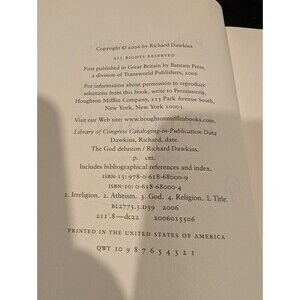 Copyright © 2006 by Richard Dawkins
ALL RIGHTS RESERVED
First published in Great Britain by Bantam Press,
a division of Transworld Publishers, 2006
For information about permission to reproduce
selections from this book, write to Permissions,
Houghton Mifflin Company, 215 Park Avenue South,
New York, New York 10003.
Visit our Web site: www.houghtonmifflinbooks.com.
Library of Congress Cataloging-in-Publication Data
Dawkins, Richard, date.
The God delusion / Richard Dawkins.
p. cm.
Includes bibliographical references and index.
ISBN-13: 978-0-618-68000-9
ISBN-10: 0-618-68000-4
1. Irreligion. 2. Atheism. 3. God. 4. Religion. I. Title.
BL2775.3.D39 2006
211'.8—dc22 2006015506
PRINTED IN THE UNITED STATES OF AMERICA
QWT 10 9 8 7 6 5 4 3 2 1